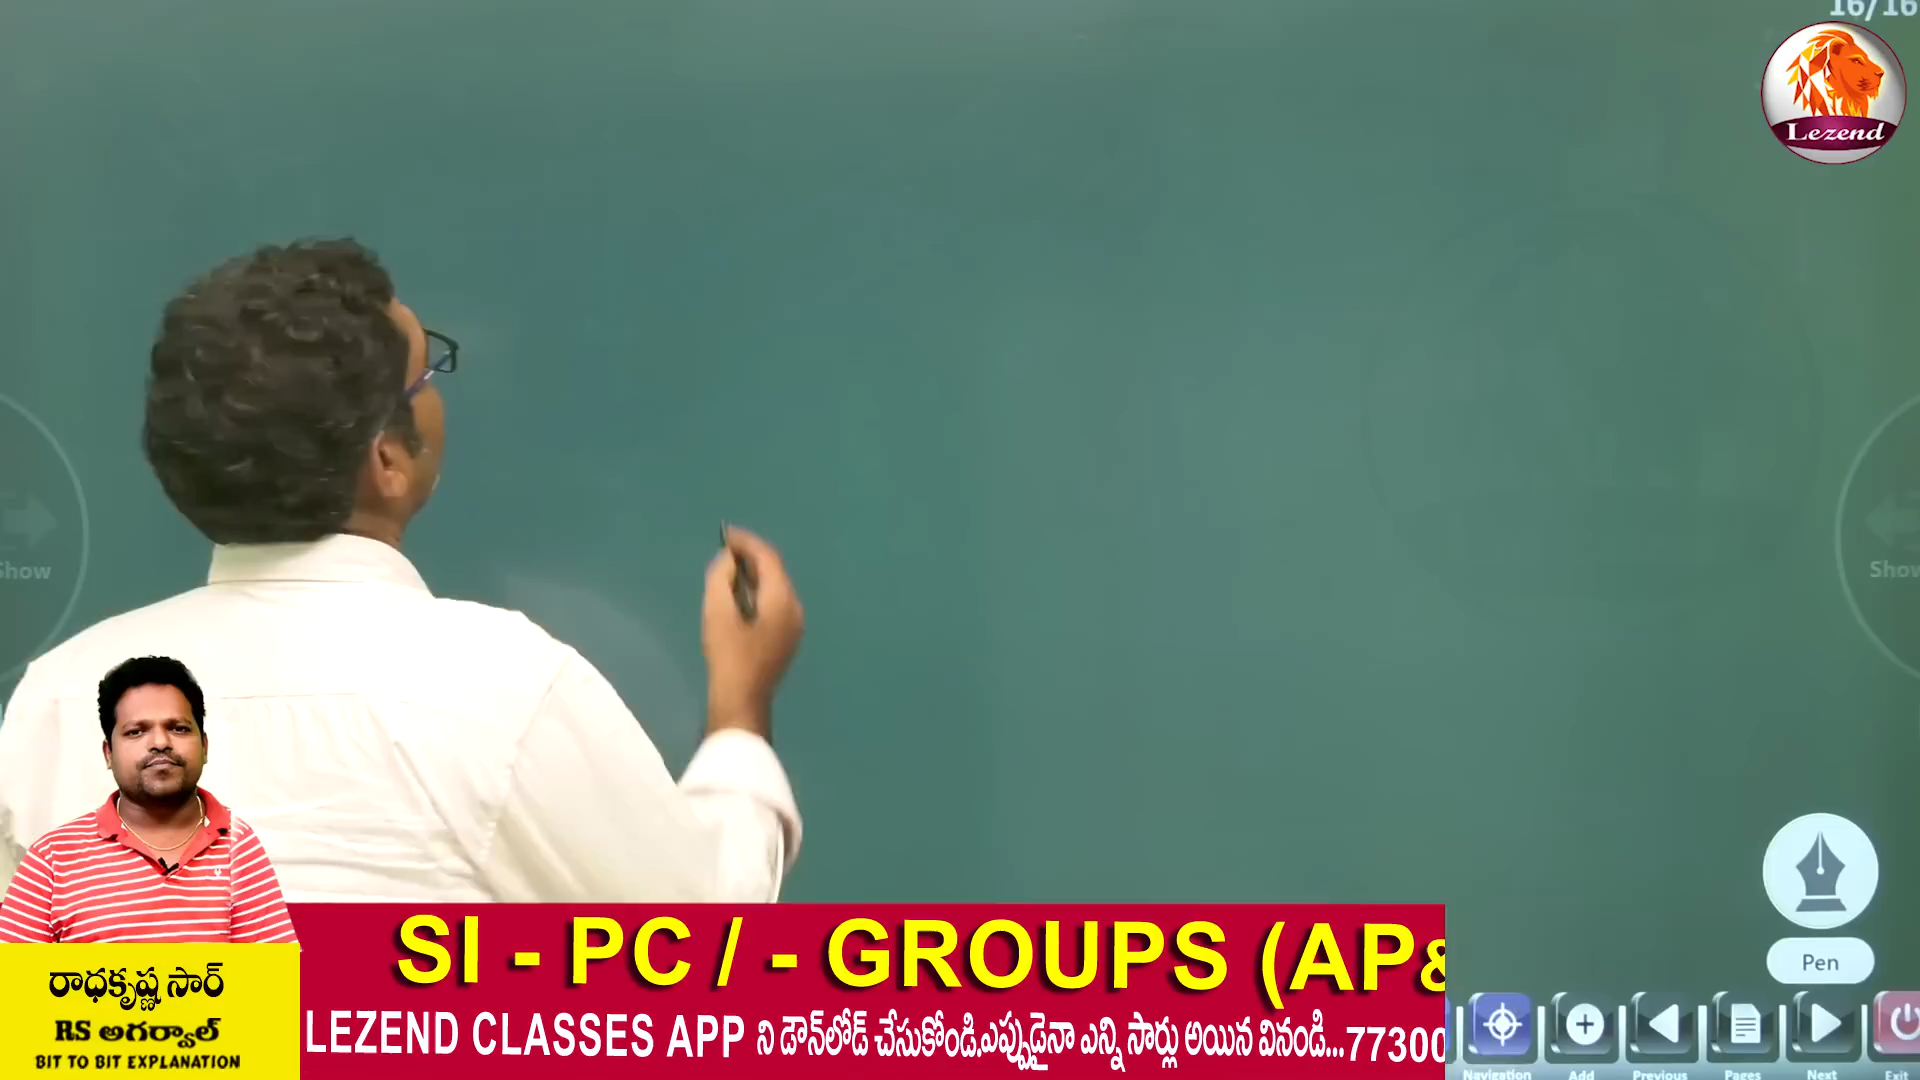 16/16
Lezend
Show
Show
Pen
SI - PC / - GROUPS (AP&
రాధకృష్ణ సార్
RS అగర్వాల్
BIT TO BIT EXPLANATION
LEZEND CLASSES APP ని డౌన్‌లోడ్ చేసుకోండి.ఎప్పుడైనా ఎన్ని సార్లు అయిన వినండి...77300
Navigation
Add
Previous
Pages
Next
Exit